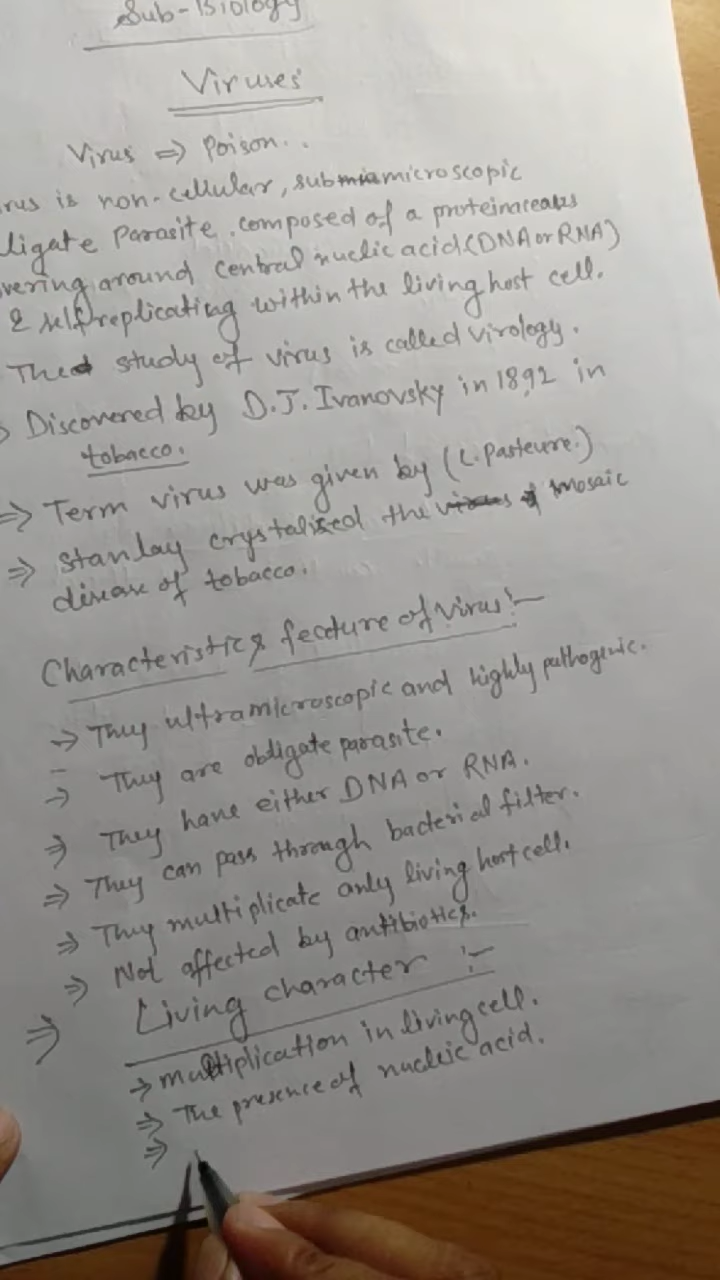 Sub-Biology
Viruses
Virus => Poison..
rus is non-cellular, submicroscopic
ligate parasite. composed of a proteinaceous
vering around central nuclic acid(DNA or RNA)
& self replicating within the living host cell.
The study of virus is called virology.
Discovered by D.J. Ivanovsky in 1892 in
tobacco.
=> Term virus was given by (L. Pasteure.)
=> Stanlay crystalized the mosaic
disease of tobacco.
Characteristics feature of virus:-
-> They ultramicroscopic and highly pathogenic.
-> They are obligate parasite.
=> They have either DNA or RNA.
=> They can pass through bacterial filter.
=> They multiplicate only living host cell.
=> Not affected by antibiotics.
=> Living character :-
-> Multiplication in living cell.
=> The presence of nucleic acid.
=>